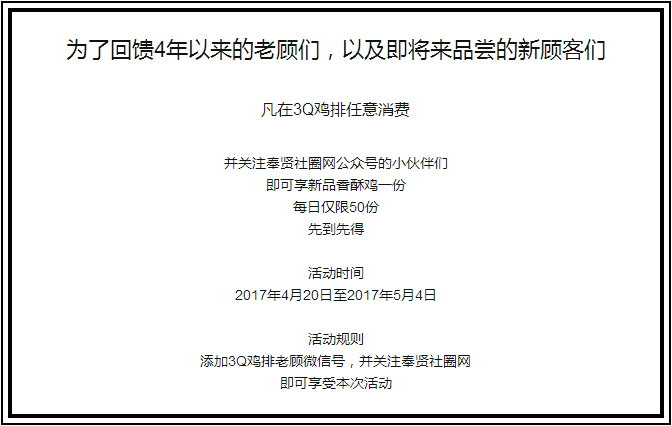 为了回馈4年以来的老顾们，以及即将来品尝的新顾客们
凡在3Q鸡排任意消费
并关注奉贤社圈网公众号的小伙伴们
即可享新品香酥鸡一份
每日仅限50份
先到先得
活动时间
2017年4月20日至2017年5月4日
活动规则
添加3Q鸡排老顾微信号，并关注奉贤社圈网
即可享受本次活动